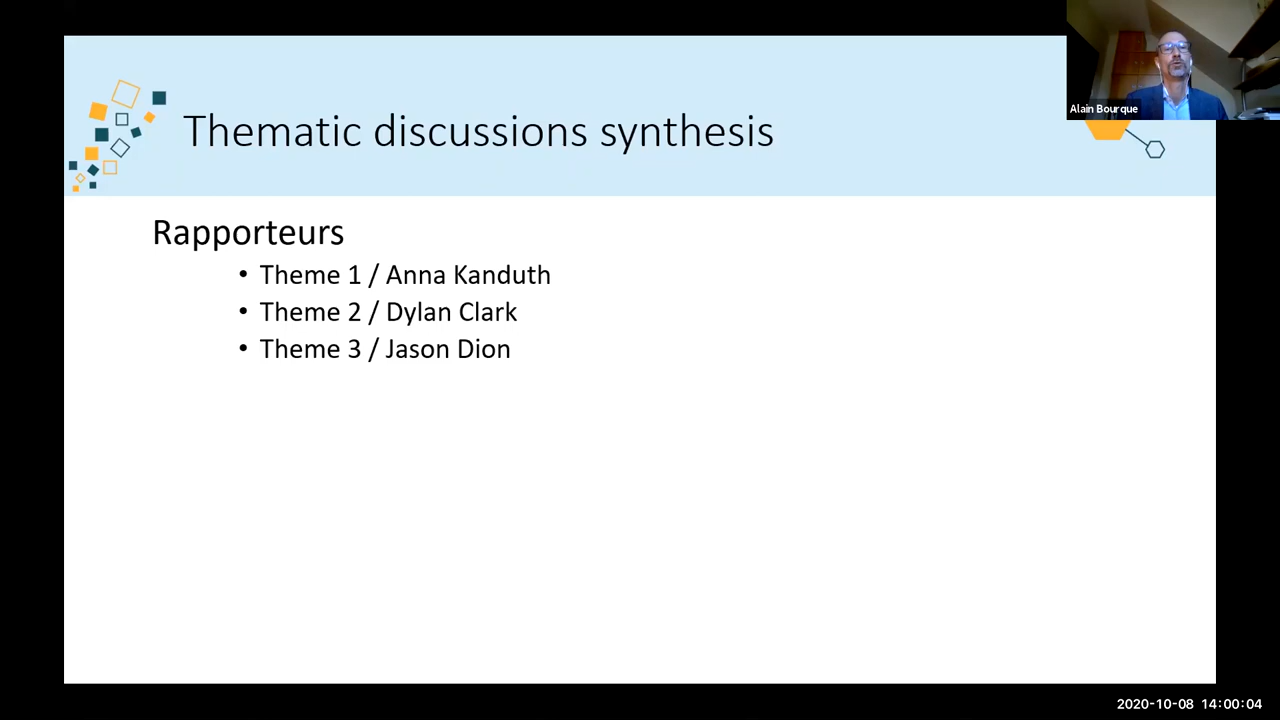 Alain Bourque
Thematic discussions synthesis
Rapporteurs
• Theme 1 / Anna Kanduth
• Theme 2 / Dylan Clark
• Theme 3 / Jason Dion
2020-10-08 14:00:04